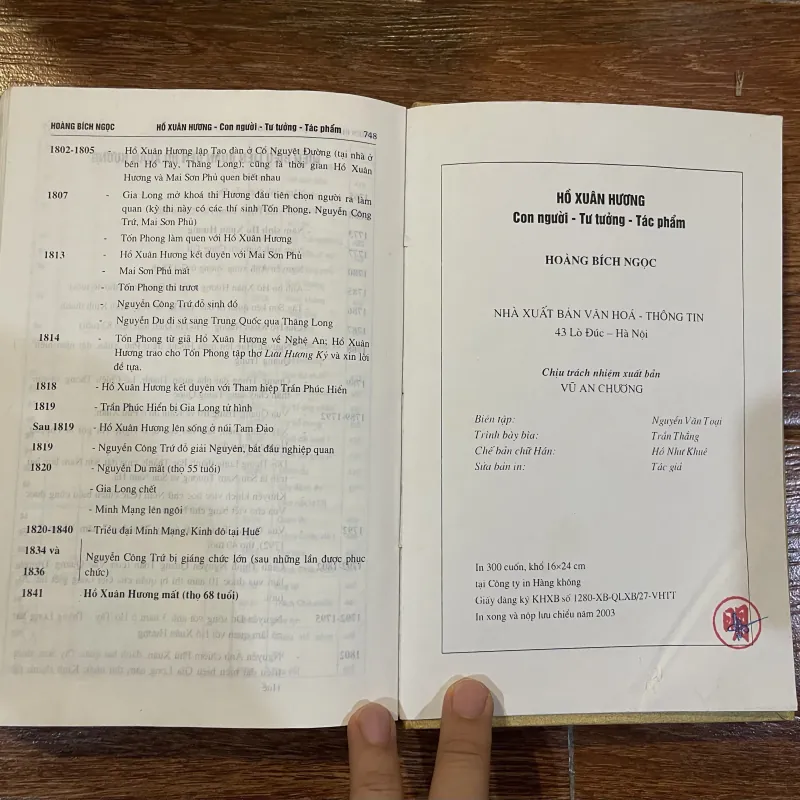 HOÀNG BÍCH NGỌC HỒ XUÂN HƯƠNG - Con người - Tư tưởng - Tác phẩm 748
1802-1805 - Hồ Xuân Hương lập Tao đàn ở Cổ Nguyệt Đường (tại nhà ở
bên Hồ Tây, Thăng Long); cũng là thời gian Hồ Xuân
Hương và Mai Sơn Phủ quen biết nhau
1807 - Gia Long mở khoá thi Hương đầu tiên chọn người ra làm
quan (kỳ thi này có các thí sinh Tốn Phong, Nguyễn Công
Trứ, Mai Sơn Phủ)
- Tốn Phong làm quen với Hồ Xuân Hương
1813 - Hồ Xuân Hương kết duyên với Mai Sơn Phủ
- Mai Sơn Phủ mất
- Tốn Phong thi trượt
- Nguyễn Công Trứ đỗ sinh đồ
- Nguyễn Du đi sứ sang Trung Quốc qua Thăng Long
1814 - Tốn Phong từ giã Hồ Xuân Hương về Nghệ An; Hồ Xuân
Hương trao cho Tốn Phong tập thơ Lưu Hương Ký và xin lời
đề tựa.
1818 - Hồ Xuân Hương kết duyên với Tham hiệp Trần Phúc Hiển
1819 - Trần Phúc Hiển bị Gia Long tử hình
Sau 1819 - Hồ Xuân Hương lên sống ở núi Tam Đảo
1819 - Nguyễn Công Trứ đỗ giải Nguyên, bắt đầu nghiệp quan
1820 - Nguyễn Du mất (thọ 55 tuổi)
- Gia Long chết
- Minh Mạng lên ngôi
1820-1840 - Triều đại Minh Mạng, Kinh đô tại Huế
1834 và
1836 Nguyễn Công Trứ bị giáng chức lớn (sau những lần được phục
chức)
1841 Hồ Xuân Hương mất (thọ 68 tuổi)
HỒ XUÂN HƯƠNG
Con người - Tư tưởng - Tác phẩm
HOÀNG BÍCH NGỌC
NHÀ XUẤT BẢN VĂN HOÁ - THÔNG TIN
43 Lò Đúc – Hà Nội
Chịu trách nhiệm xuất bản
VŨ AN CHƯƠNG
Biên tập: Nguyễn Văn Toại
Trình bày bìa: Trần Thắng
Chế bản chữ Hán: Hồ Như Khuê
Sửa bản in: Tác giả
In 300 cuốn, khổ 16×24 cm
tại Công ty in Hàng không
Giấy đăng ký KHXB số 1280-XB-QLXB/27-VHTT
In xong và nộp lưu chiểu năm 2003